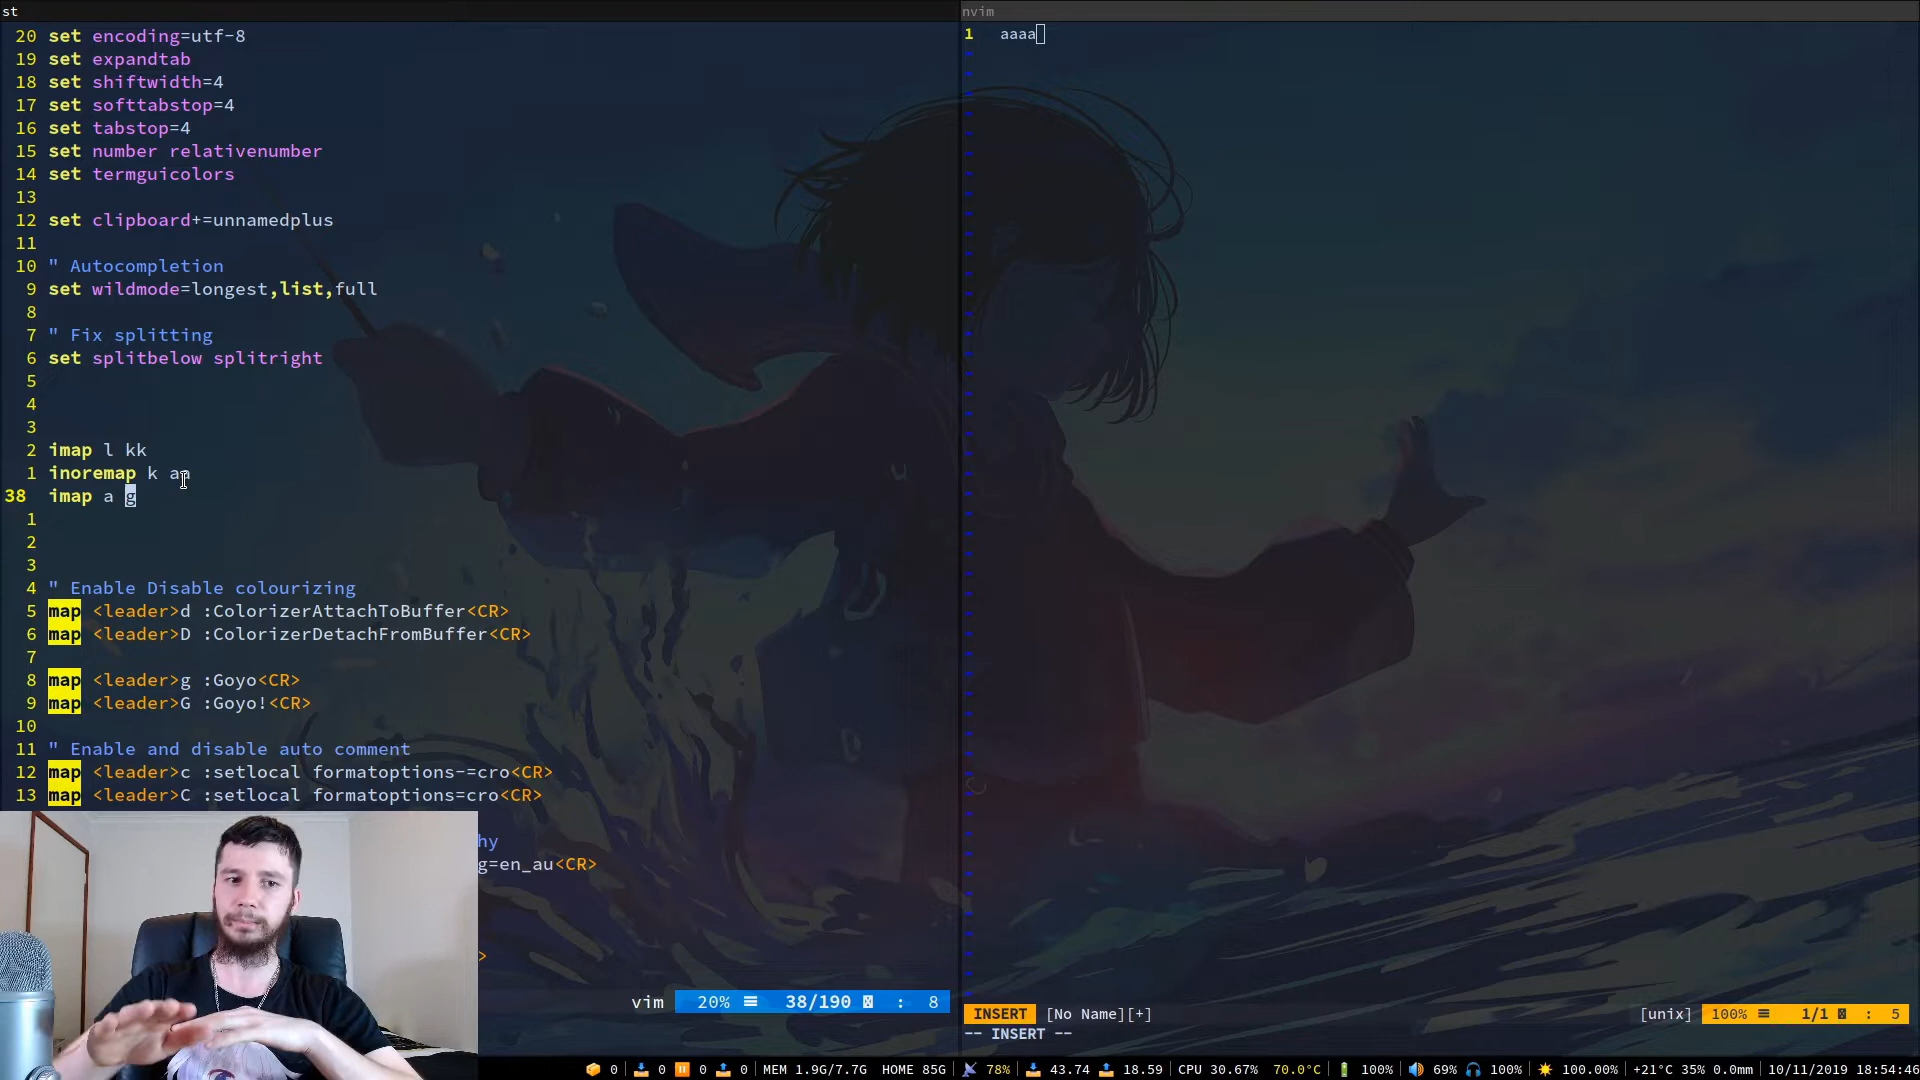 st
20 set encoding=utf-8
19 set expandtab
18 set shiftwidth=4
17 set softtabstop=4
16 set tabstop=4
15 set number relativenumber
14 set termguicolors
13
12 set clipboard+=unnamedplus
11
10 " Autocompletion
9 set wildmode=longest,list,full
8
7 " Fix splitting
6 set splitbelow splitright
5
4
3
2 imap l kk
1 inoremap k aa
38 imap a g
1
2
3
4 " Enable Disable colourizing
5 map <leader>d :ColorizerAttachToBuffer<CR>
6 map <leader>D :ColorizerDetachFromBuffer<CR>
7
8 map <leader>g :Goyo<CR>
9 map <leader>G :Goyo!<CR>
10
11 " Enable and disable auto comment
12 map <leader>c :setlocal formatoptions-=cro<CR>
13 map <leader>C :setlocal formatoptions=cro<CR>
hy
g=en_au<CR>
>
vim 20% ≡ 38/190 : 8
nvim
1 aaaa
~
INSERT [No Name][+] [unix] 100% ≡ 1/1 : 5
-- INSERT --
0 0 0 0 MEM 1.9G/7.7G HOME 85G 78% 43.74 18.59 CPU 30.67% 70.0°C 100% 69% 100% 100.00% +21°C 35% 0.0mm 10/11/2019 18:54:46